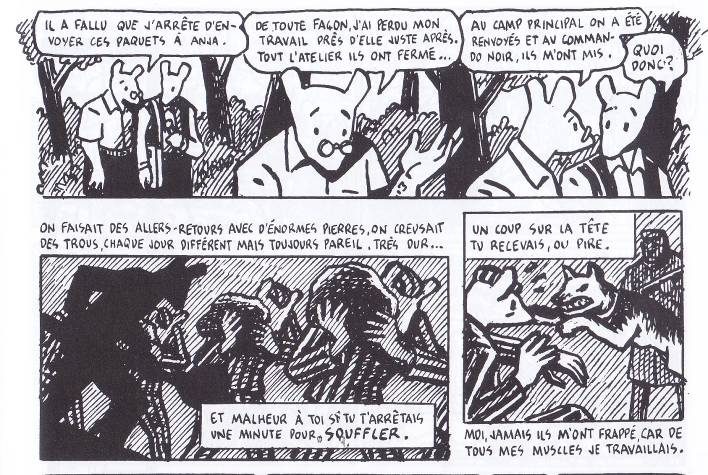 IL A FALLU QUE J'ARRÊTE D'EN-
VOYER CES PAQUETS À ANJA.
DE TOUTE FAÇON, J'AI PERDU MON
TRAVAIL PRÈS D'ELLE JUSTE APRÈS.
TOUT L'ATELIER ILS ONT FERMÉ...
AU CAMP PRINCIPAL ON A ÉTÉ
RENVOYÉS ET AU COMMAN-
DO NOIR, ILS M'ONT MIS.
QUOI
DONC?
ON FAISAIT DES ALLERS-RETOURS AVEC D'ÉNORMES PIERRES, ON CREUSAIT
DES TROUS, CHAQUE JOUR DIFFÉRENT MAIS TOUJOURS PAREIL. TRÈS DUR...
ET MALHEUR À TOI SI TU T'ARRÊTAIS
UNE MINUTE POUR SOUFFLER.
UN COUP SUR LA TÊTE
TU RECEVAIS, OU PIRE.
MOI, JAMAIS ILS M'ONT FRAPPÉ, CAR DE
TOUS MES MUSCLES JE TRAVAILLAIS.